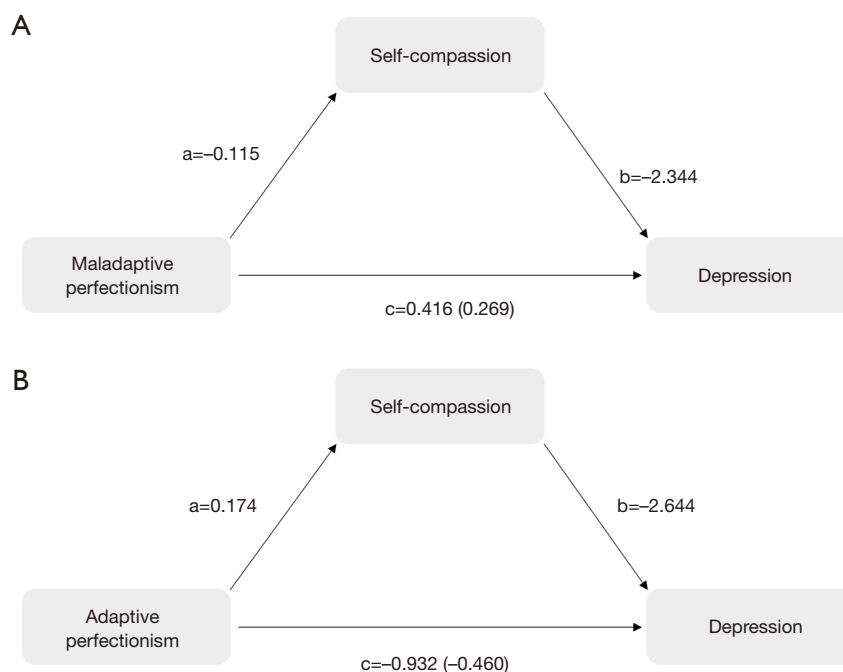 A
Self-compassion
a=–0.115
b=–2.344
Maladaptive
perfectionism
Depression
c=0.416 (0.269)
B
Self-compassion
a=0.174
b=–2.644
Adaptive
perfectionism
Depression
c=–0.932 (–0.460)